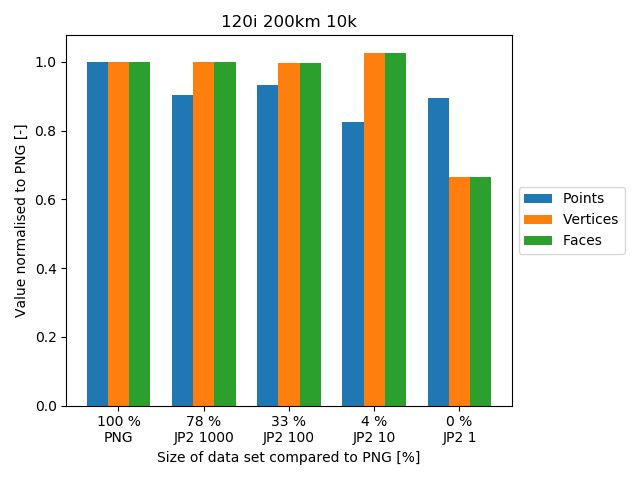 120i 200km 10k
Value normalised to PNG [-]
1.0
0.8
0.6
0.4
0.2
0.0
Points
Vertices
Faces
100 % 78 % 33 % 4 % 0 %
PNG JP2 1000 JP2 100 JP2 10 JP2 1
Size of data set compared to PNG [%]